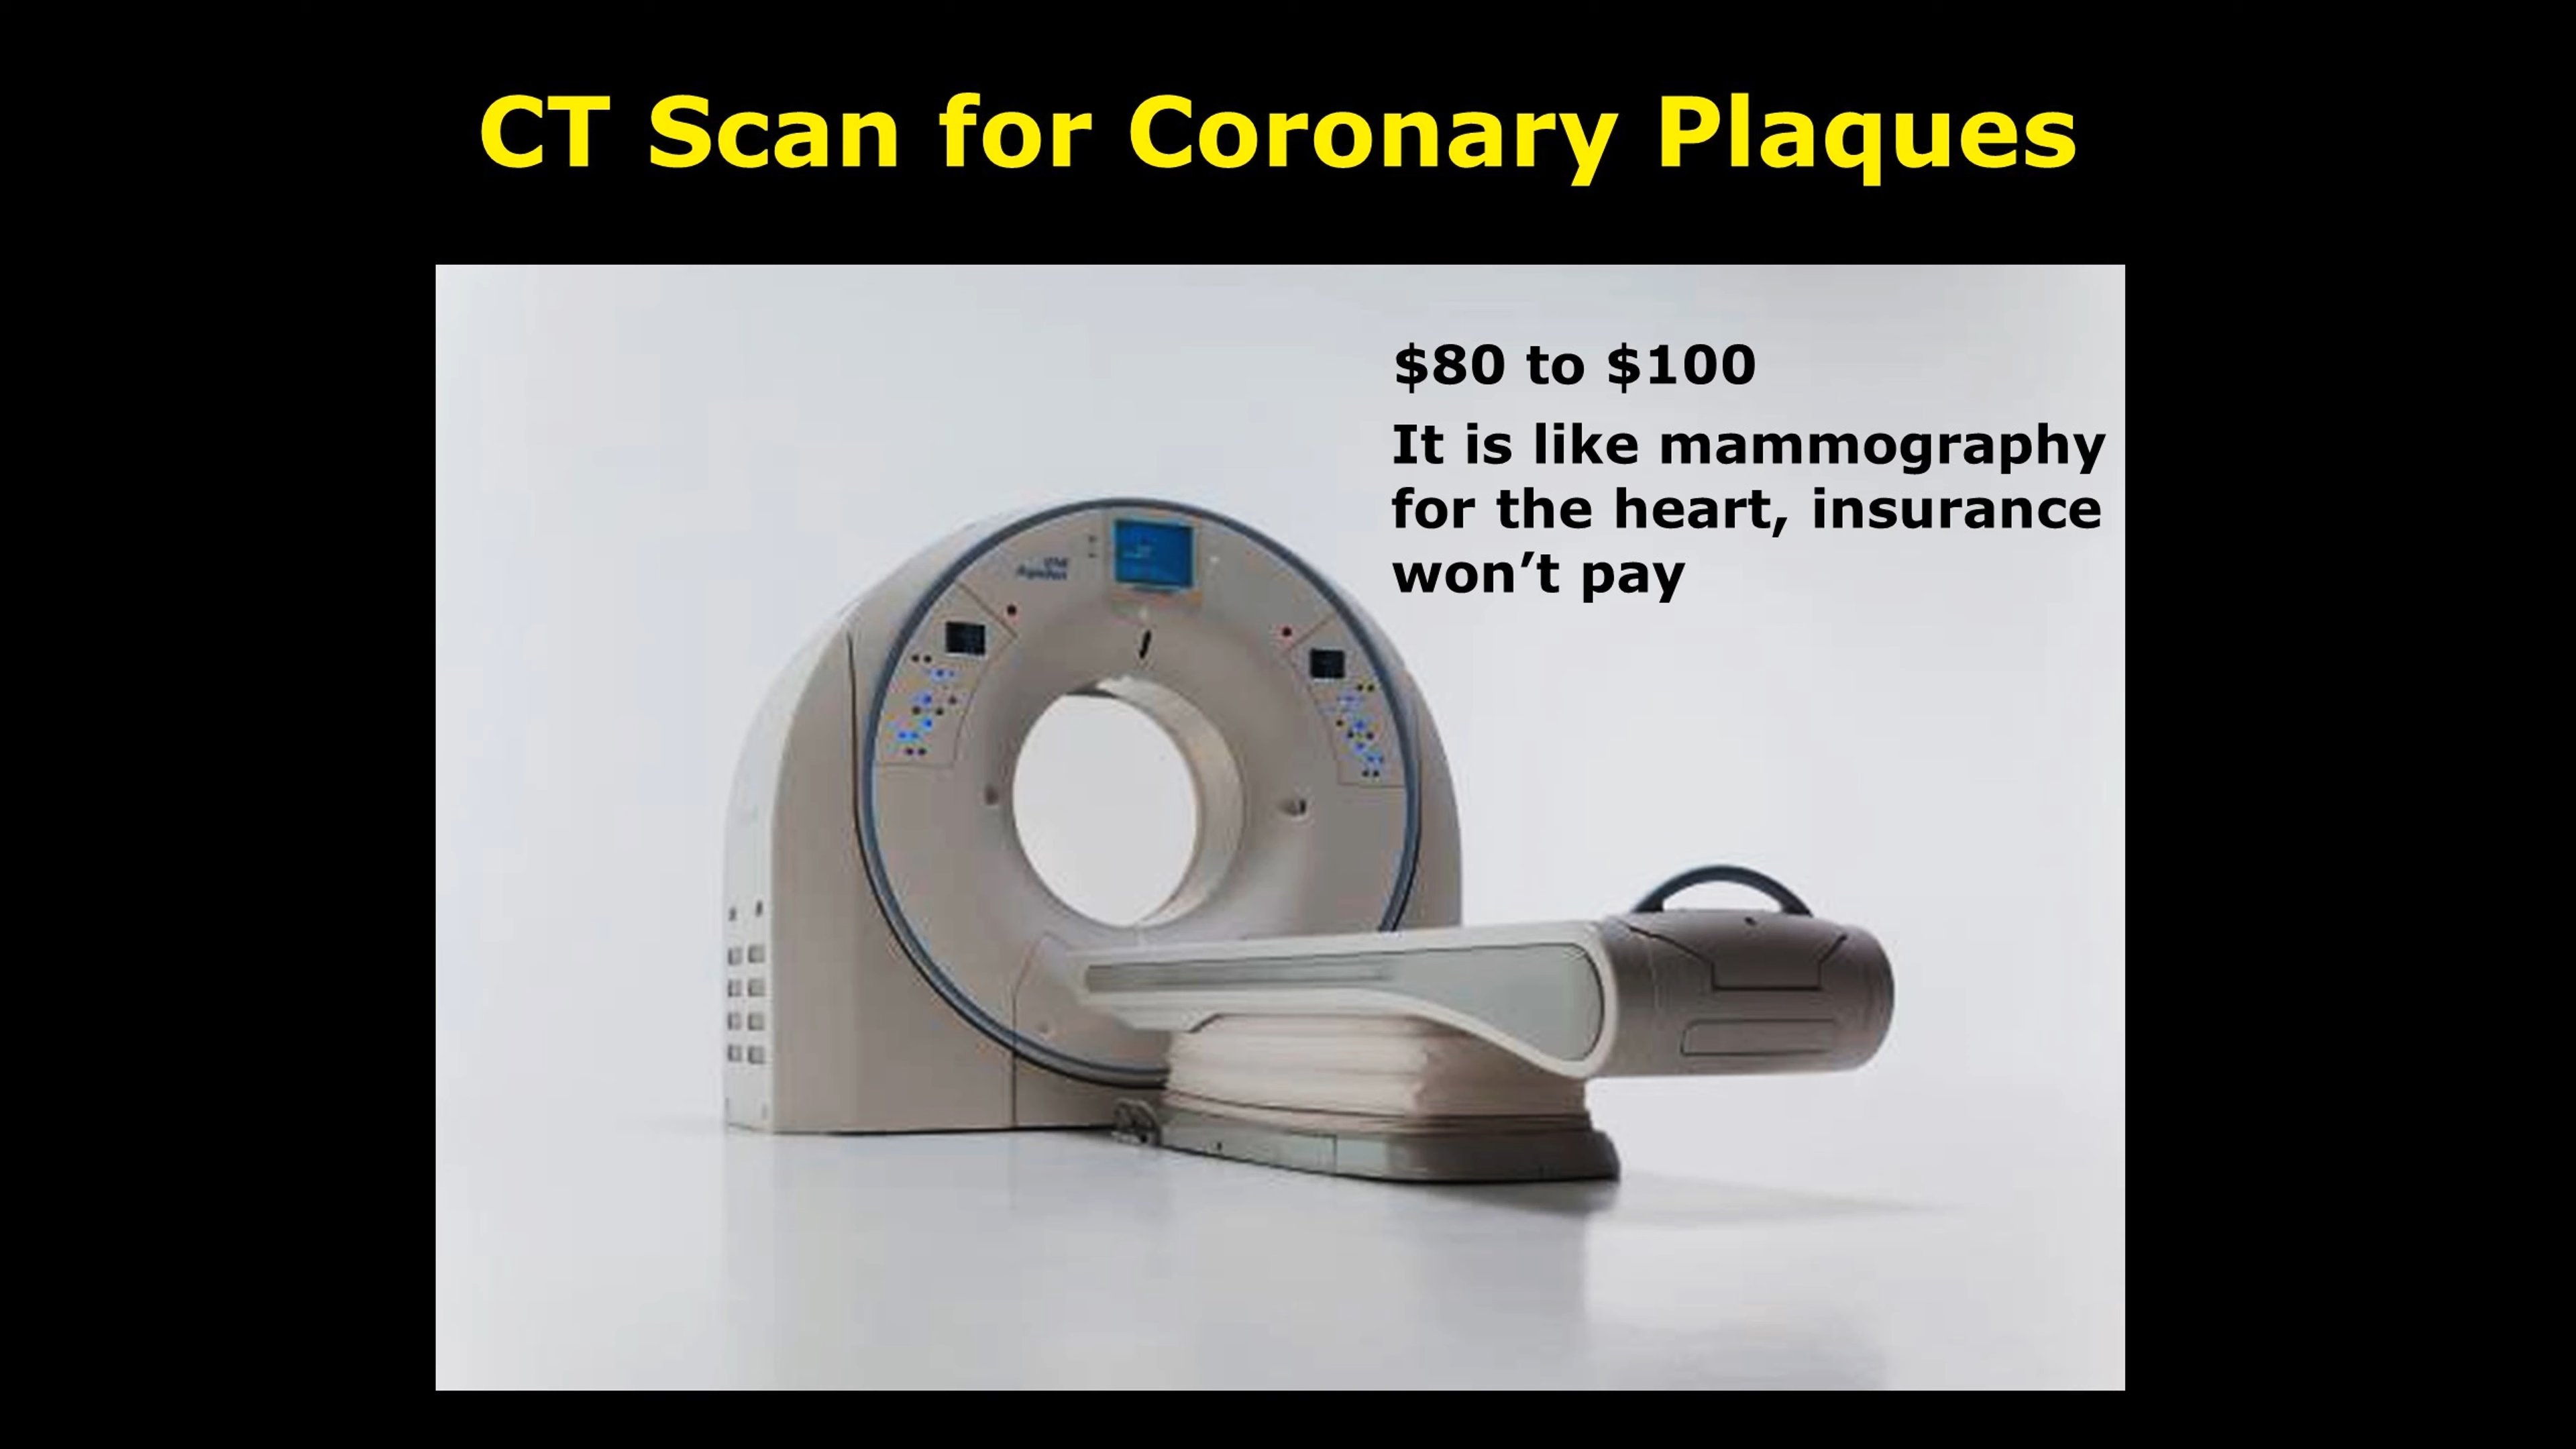 CT Scan for Coronary Plaques
$80 to $100
It is like mammography
for the heart, insurance
won’t pay